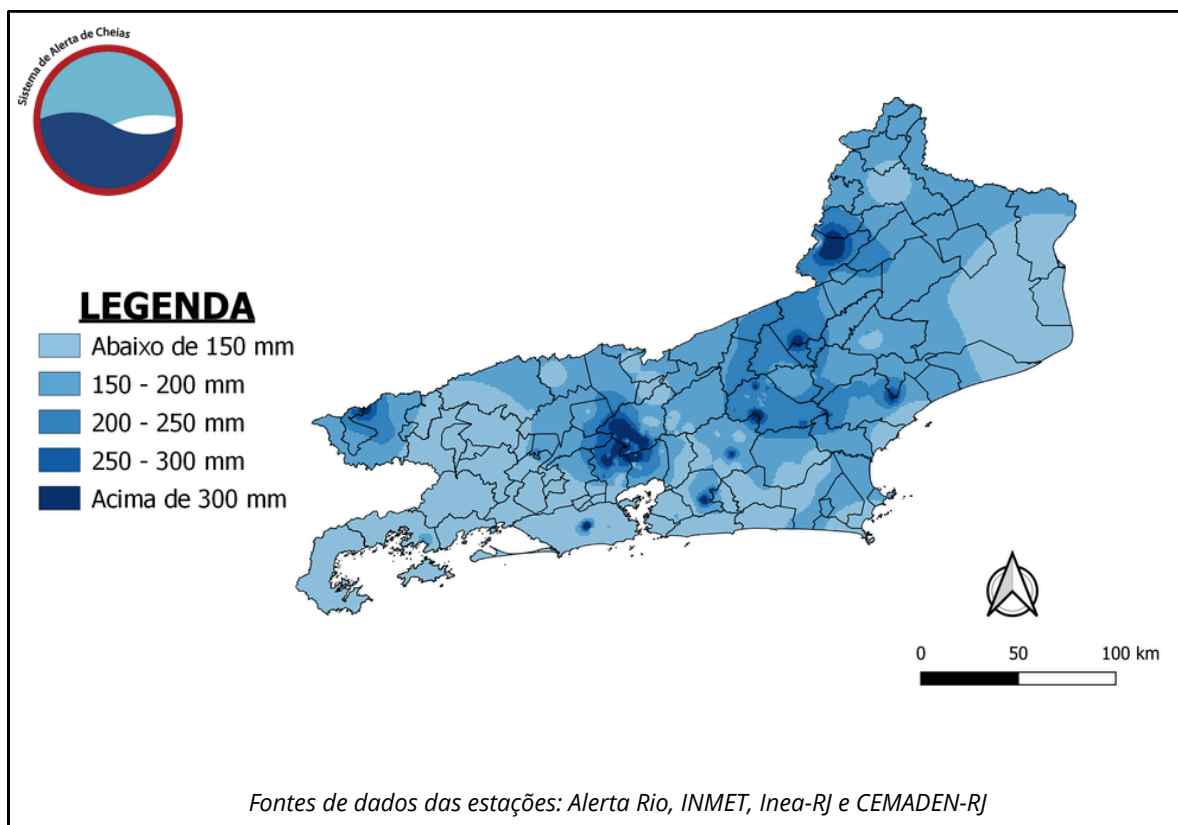 Sistema de Alerta de Cheias
LEGENDA
Abaixo de 150 mm
150 - 200 mm
200 - 250 mm
250 - 300 mm
Acima de 300 mm
0 50 100 km
Fontes de dados das estações: Alerta Rio, INMET, Inea-RJ e CEMADEN-RJ